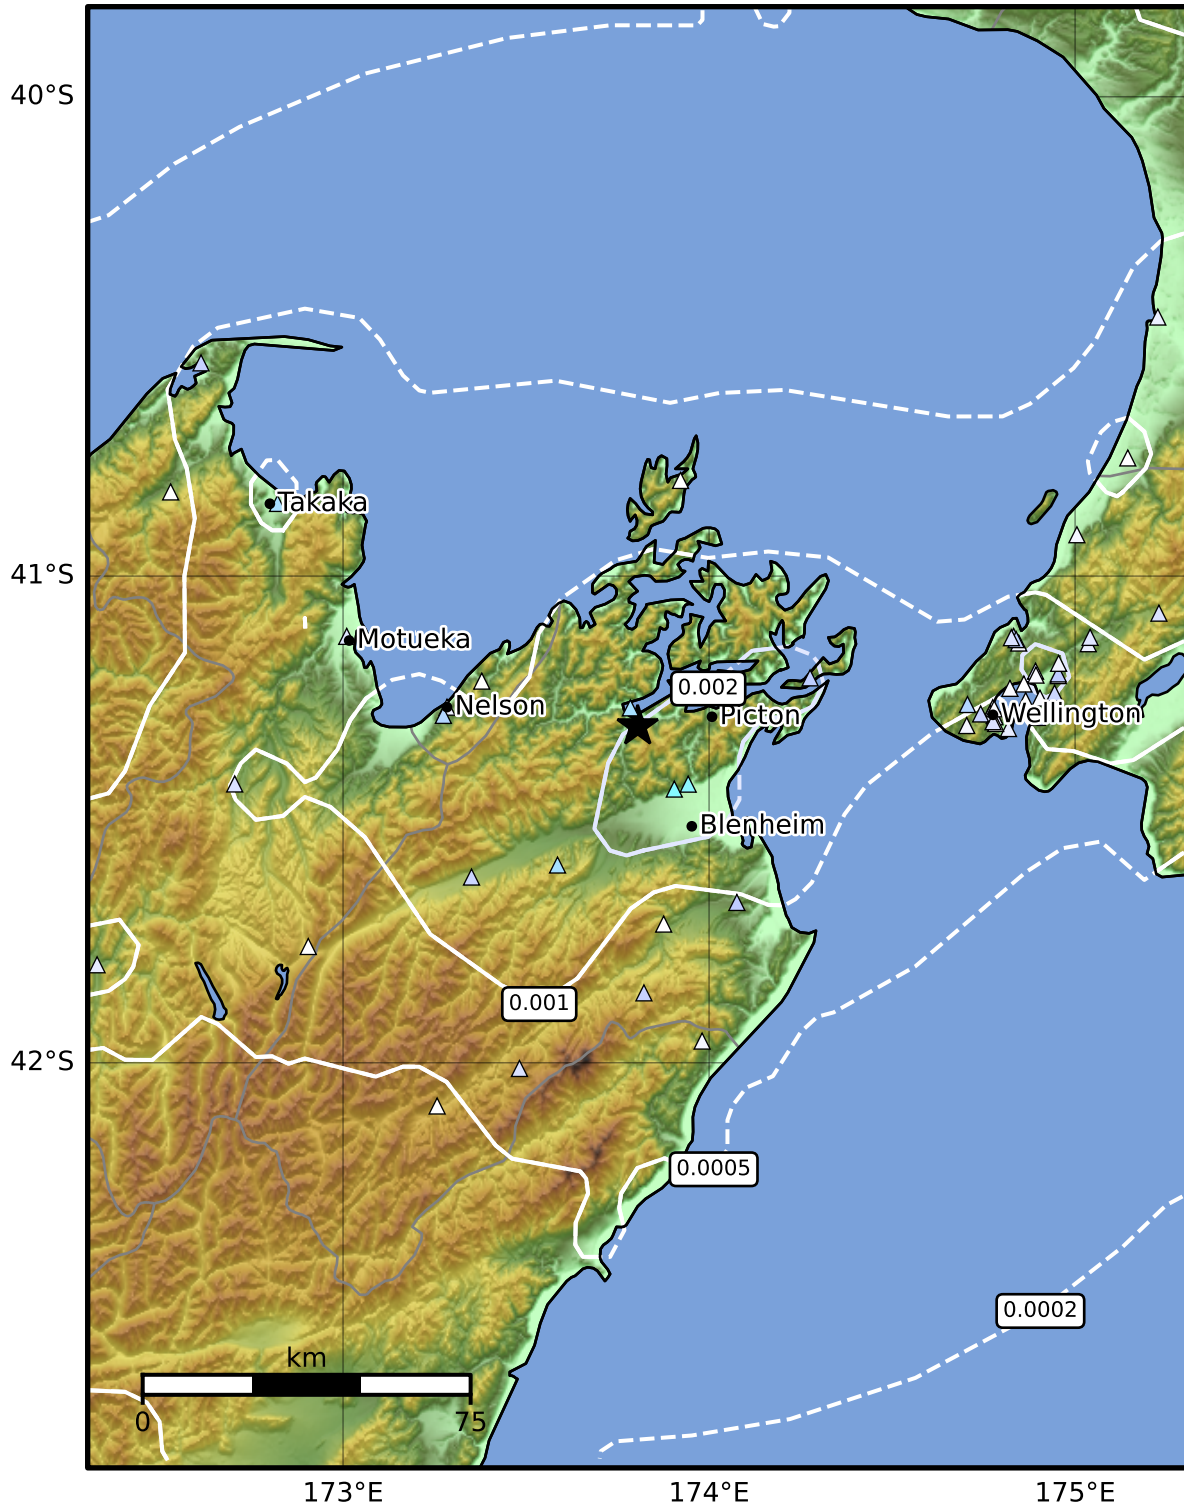 40°S
Takaka
41°S
Motueka
0.002
Nelson
Picton
Wellington
Blenheim
0.001
42°S
0.0005
0.0002
km
0
75
173°E
174°E
175°E